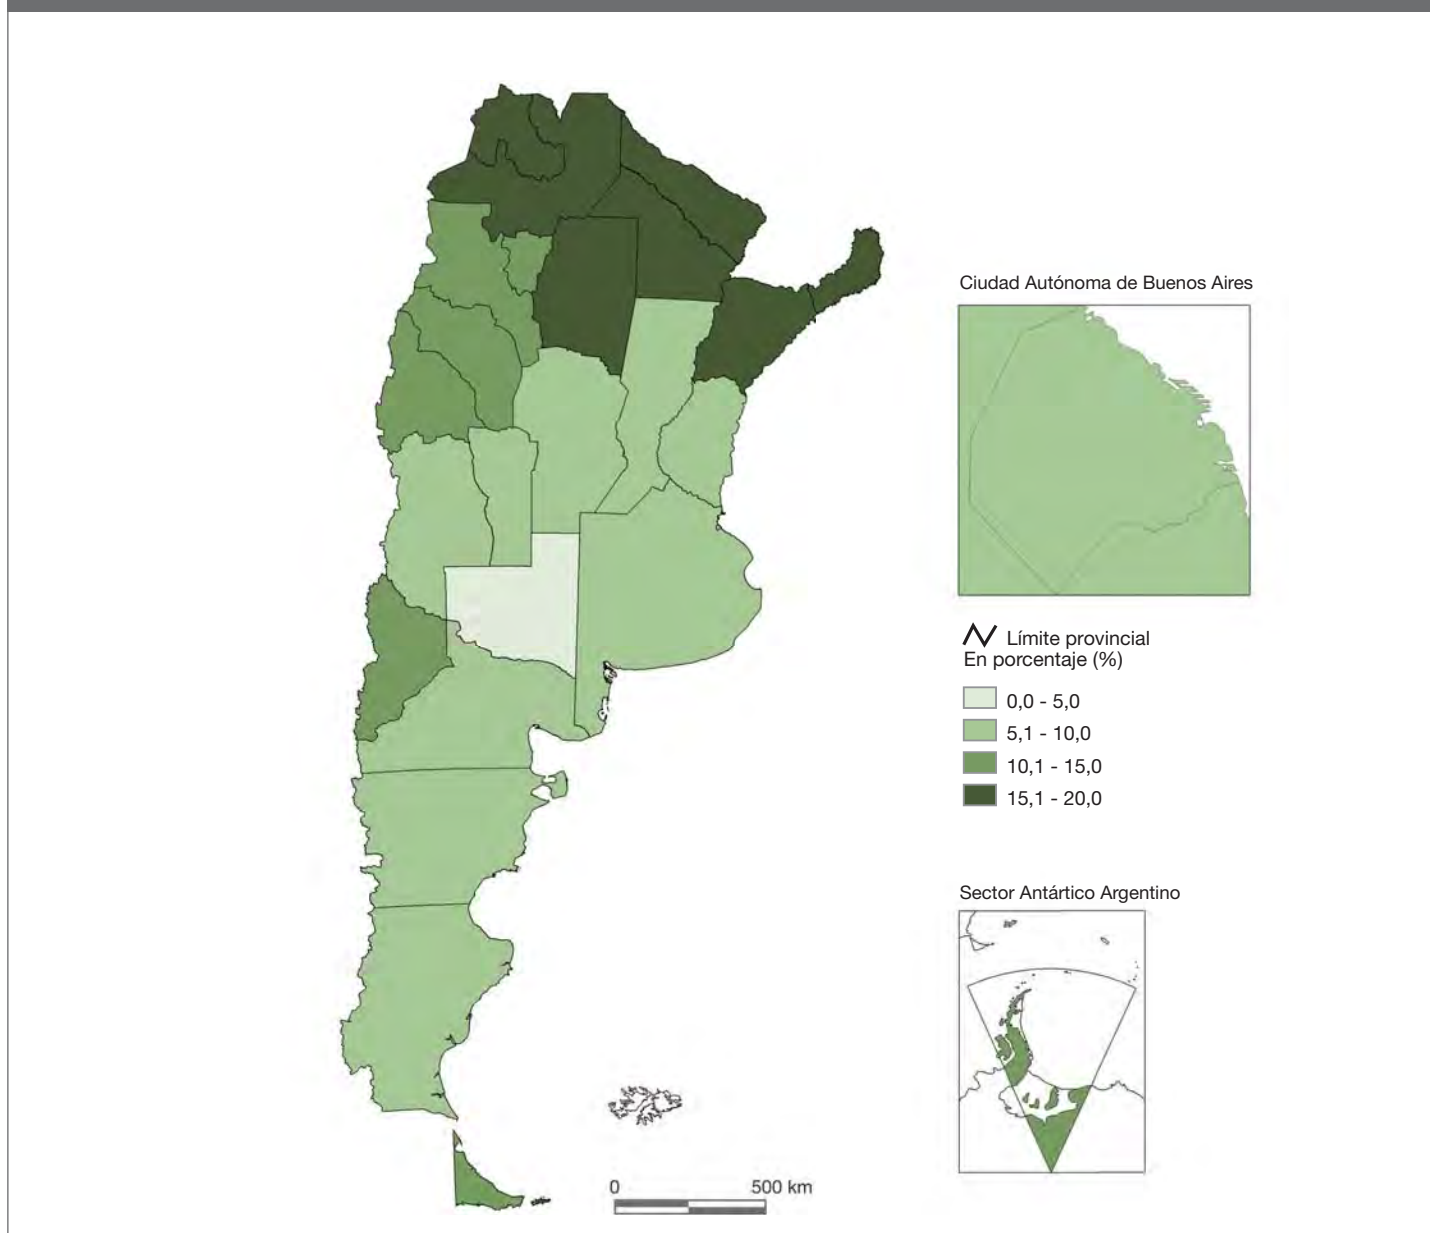 Ciudad Autónoma de Buenos Aires
Límite provincial
En porcentaje (%)
0,0 - 5,0
5,1 - 10,0
10,1 - 15,0
15,1 - 20,0
Sector Antártico Argentino
0 500 km